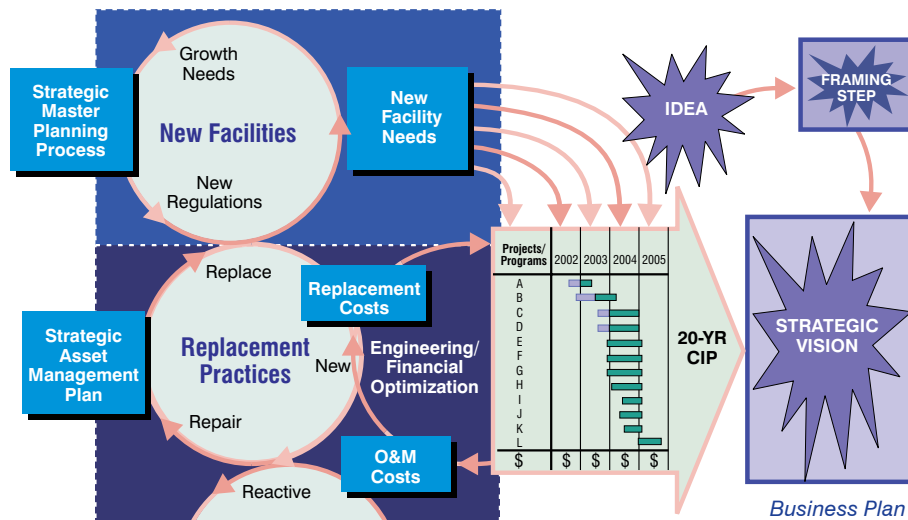 Growth
Needs
Strategic
Master
Planning
Process
New Facilities
New
Facility
Needs
New
Regulations
IDEA
FRAMING
STEP
Replace
Replacement
Costs
Strategic
Asset
Management
Plan
Replacement
Practices
New
Engineering/
Financial
Optimization
Repair
O&M
Costs
Reactive
Projects/
Programs
2002 2003 2004 2005
A
B
C
D
E
F
G
H
I
J
K
L
$ $ $ $ $
20-YR
CIP
STRATEGIC
VISION
Business Plan